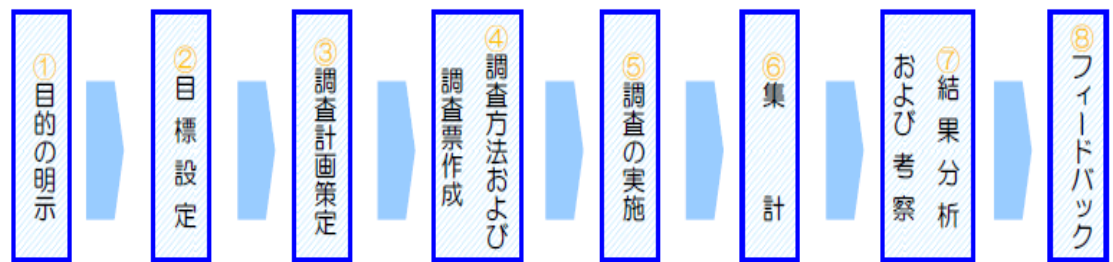 ①目的の明示
②目標設定
③調査計画策定
④調査方法および
調査票作成
⑤調査の実施
⑥集計
⑦結果分析
および考察
⑧フィードバック